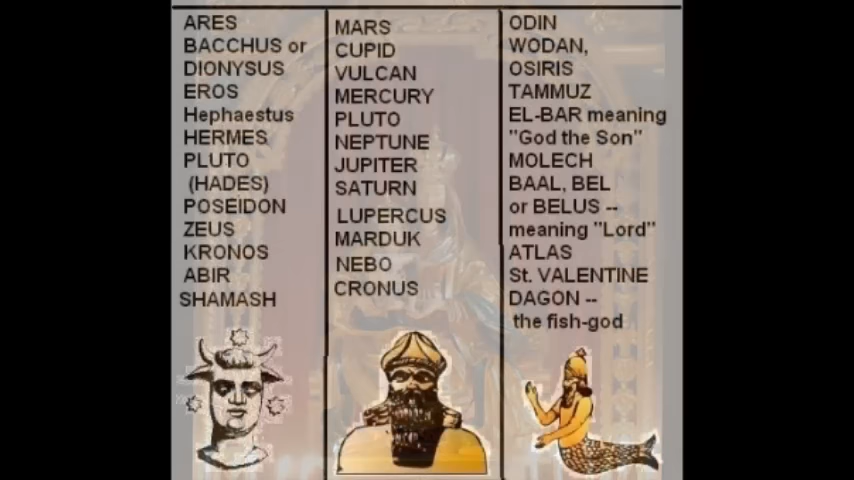 ARES
BACCHUS or
DIONYSUS
EROS
Hephaestus
HERMES
PLUTO
(HADES)
POSEIDON
ZEUS
KRONOS
ABIR
SHAMASH
MARS
CUPID
VULCAN
MERCURY
PLUTO
NEPTUNE
JUPITER
SATURN
LUPERCUS
MARDUK
NEBO
CRONUS
ODIN
WODAN,
OSIRIS
TAMMUZ
EL-BAR meaning
"God the Son"
MOLECH
BAAL, BEL
or BELUS --
meaning "Lord"
ATLAS
St. VALENTINE
DAGON --
the fish-god